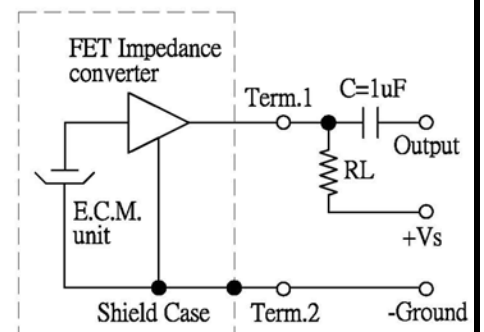 FET Impedance
converter
Term.1
C=1uF
Output
RL
E.C.M.
unit
+Vs
Shield Case
Term.2
-Ground